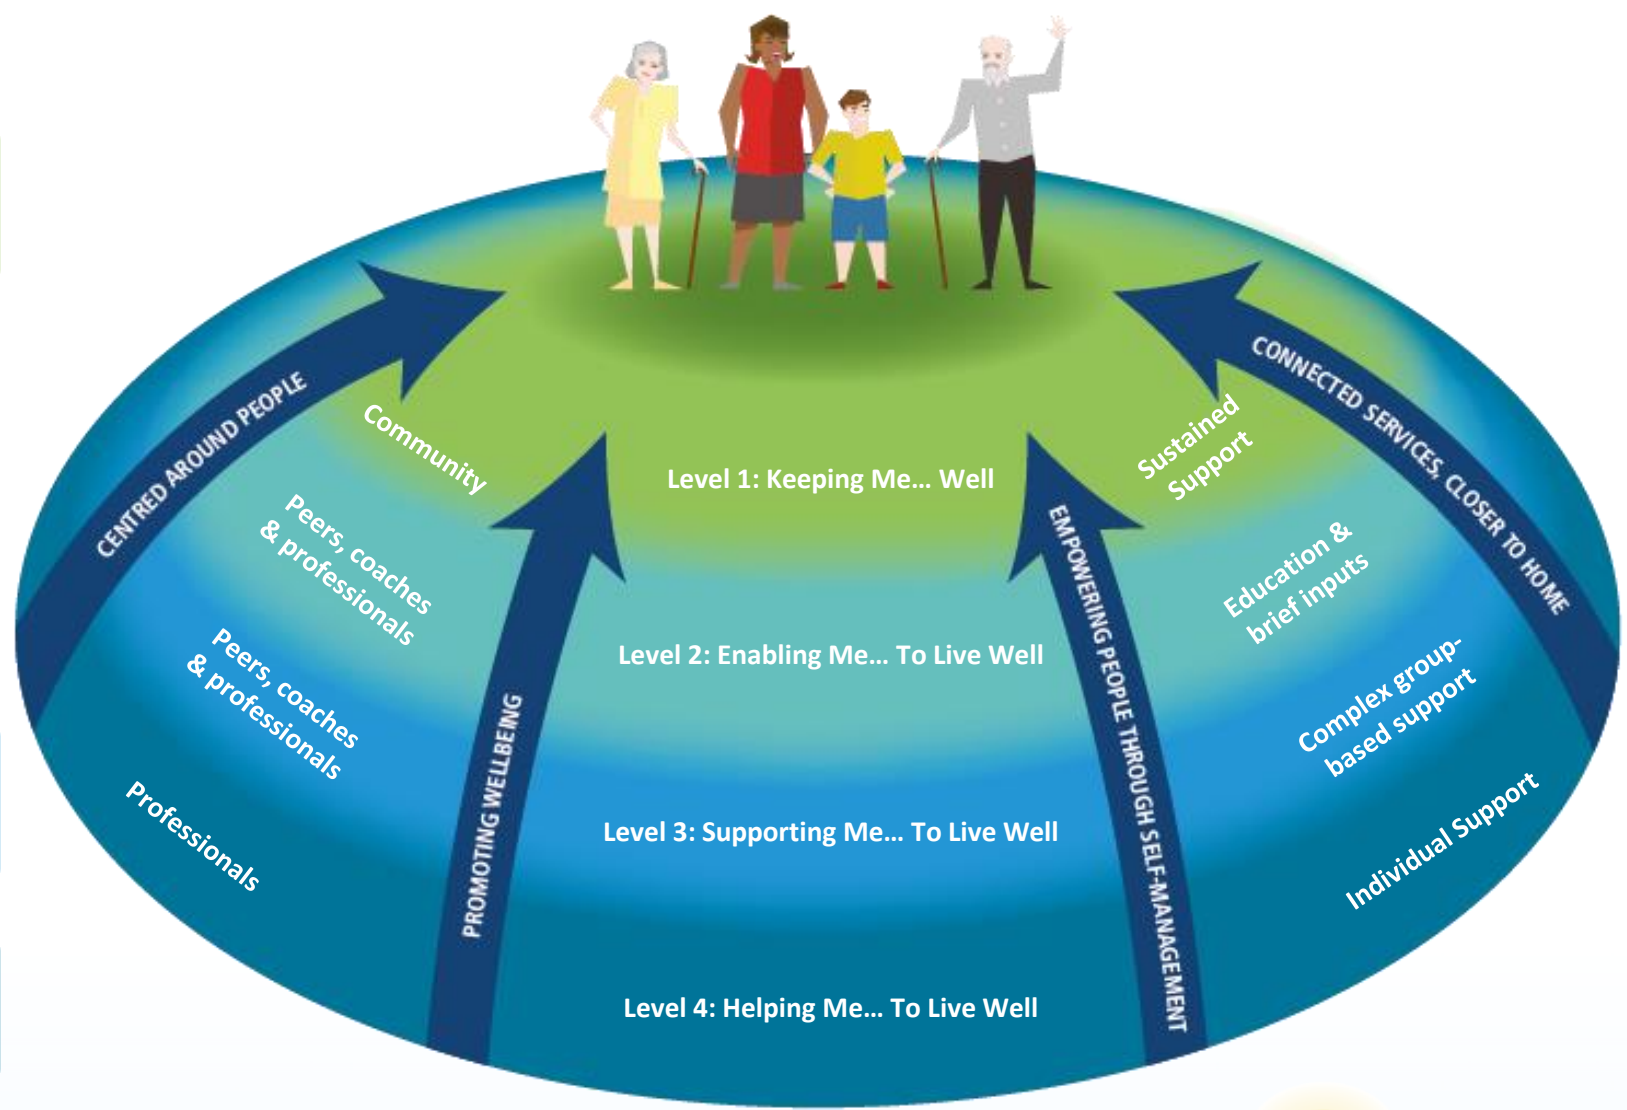 CENTRED AROUND PEOPLE
CONNECTED SERVICES, CLOSER TO HOME
PROMOTING WELLBEING
EMPOWERING PEOPLE THROUGH SELF-MANAGEMENT
Community
Level 1: Keeping Me... Well
Sustained
Support
Peers, coaches
& professionals
Level 2: Enabling Me... To Live Well
Education &
brief inputs
Peers, coaches
& professionals
Level 3: Supporting Me... To Live Well
Complex group-
based support
Professionals
Level 4: Helping Me... To Live Well
Individual Support